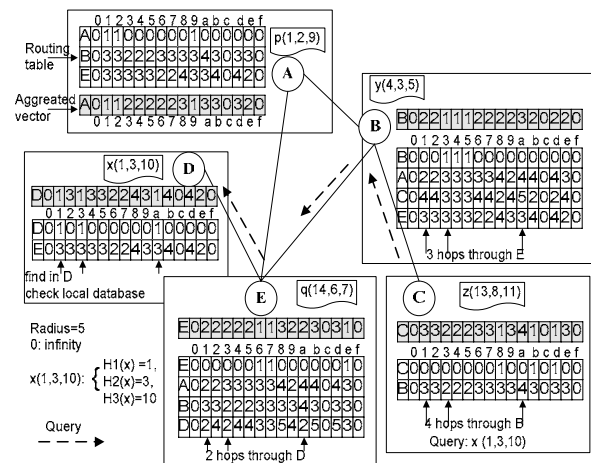 0 1 2 3 4 5 6 7 8 9 a b c d e f
Routing table
A 0 1 1 0 0 0 0 0 0 1 0 0 0 0 0 0
B 0 3 3 2 2 2 3 3 3 3 4 3 0 3 3 0
E 0 3 3 3 3 3 2 2 4 3 3 4 0 4 2 0
Aggreated vector
A 0 1 1 2 2 2 2 2 3 1 3 3 0 3 2 0
0 1 2 3 4 5 6 7 8 9 a b c d e f
p(1,2,9)
A
y(4,3,5)
B
B 0 2 2 1 1 1 2 2 2 2 3 2 0 2 2 0
0 1 2 3 4 5 6 7 8 9 a b c d e f
B 0 0 0 1 1 1 0 0 0 0 0 0 0 0 0 0
A 0 2 2 3 3 3 3 3 4 2 4 4 0 4 3 0
C 0 4 4 3 3 3 4 4 2 4 5 2 0 2 4 0
E 0 3 3 3 3 3 2 2 4 3 3 4 0 4 2 0
3 hops through E
x(1,3,10)
D
D 0 1 3 1 3 3 2 2 4 3 1 4 0 4 2 0
0 1 2 3 4 5 6 7 8 9 a b c d e f
D 0 1 0 1 0 0 0 0 0 0 1 0 0 0 0 0
E 0 3 3 3 3 3 2 2 4 3 3 4 0 4 2 0
find in D
check local database
E
q(14,6,7)
E 0 2 2 2 2 2 1 1 3 2 2 3 0 3 1 0
0 1 2 3 4 5 6 7 8 9 a b c d e f
E 0 0 0 0 0 0 1 1 0 0 0 0 0 0 1 0
A 0 2 2 3 3 3 3 3 4 2 4 4 0 4 3 0
B 0 3 3 2 2 2 3 3 3 3 4 3 0 3 3 0
D 0 2 4 2 4 4 3 3 5 4 2 5 0 5 3 0
2 hops through D
C
z(13,8,11)
C 0 3 3 2 2 2 3 3 1 3 4 1 0 1 3 0
0 1 2 3 4 5 6 7 8 9 a b c d e f
C 0 0 0 0 0 0 0 0 1 0 0 1 0 1 0 0
B 0 3 3 2 2 2 3 3 3 3 4 3 0 3 3 0
4 hops through B
Query: x (1,3,10)
Radius=5
0: infinity
x(1,3,10): { H1(x) =1,
H2(x)=3,
H3(x)=10
Query